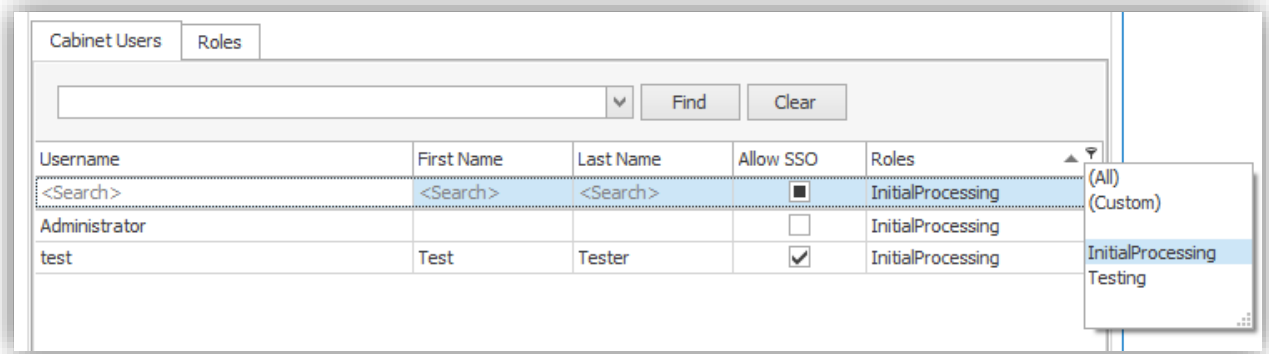 Cabinet Users Roles
Find Clear
Username First Name Last Name Allow SSO Roles
<Search> <Search> <Search> InitialProcessing
Administrator InitialProcessing
test Test Tester InitialProcessing
(All)
(Custom)
InitialProcessing
Testing